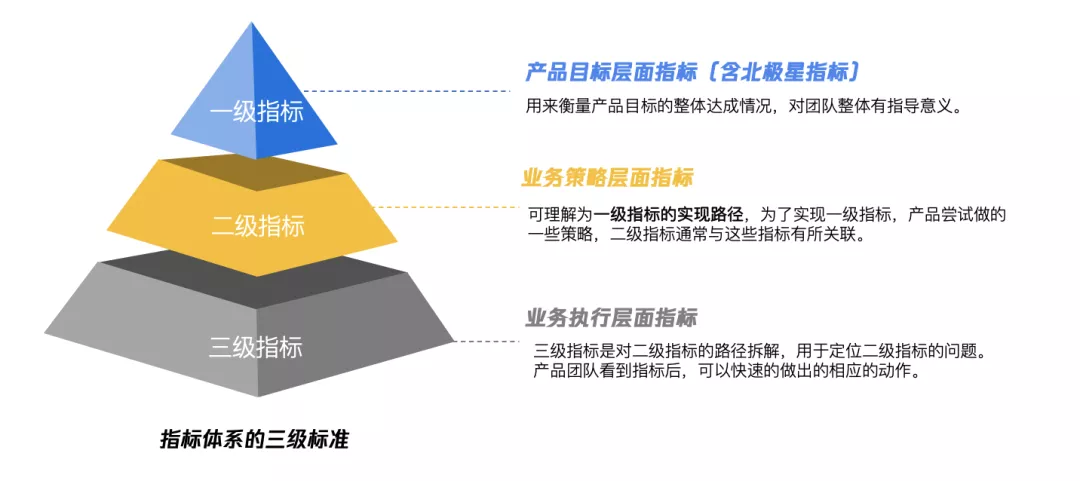 产品目标层面指标（含北极星指标）
一级指标
用来衡量产品目标的整体达成情况，对团队整体有指导意义。
业务策略层面指标
二级指标
可理解为一级指标的实现路径，为了实现一级指标，产品尝试做的
一些策略，二级指标通常与这些指标有所关联。
业务执行层面指标
三级指标
三级指标是对二级指标的路径拆解，用于定位二级指标的问题。
产品团队看到指标后，可以快速的做出的相应的动作。
指标体系的三级标准